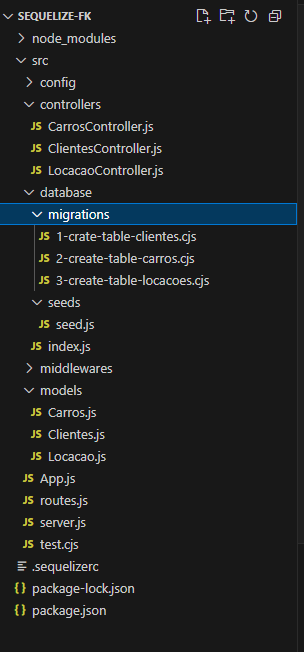 SEQUELIZE-FK
node_modules
src
config
controllers
JS CarrosController.js
JS ClientesController.js
JS LocacaoController.js
database
migrations
JS 1-crate-table-clientes.cjs
JS 2-create-table-carros.cjs
JS 3-create-table-locacoes.cjs
seeds
JS seed.js
JS index.js
middlewares
models
JS Carros.js
JS Clientes.js
JS Locacao.js
JS App.js
JS routes.js
JS server.js
JS test.cjs
.sequelizerc
{} package-lock.json
{} package.json